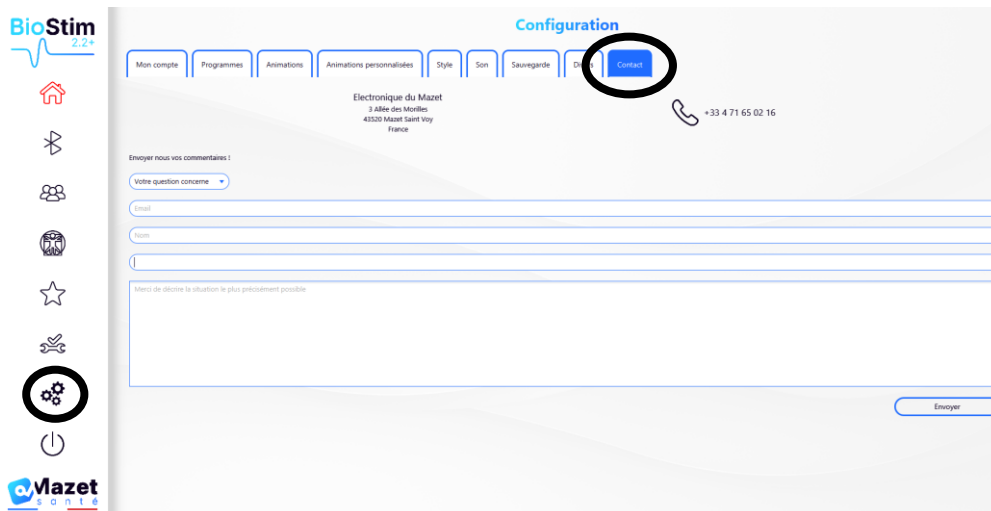 BioStim
2.2+
Configuration
Mon compte
Programmes
Animations
Animations personnalisées
Style
Son
Sauvegarde
Contact
Electronique du Mazet
3 Allée des Morilles
43520 Mazet Saint Voy
France
+33 4 71 65 02 16
Envoyer nous vos commentaires !
Votre question concerne
Email
Nom
Merci de décrire la situation le plus précisément possible
Envoyer
Mazet
santé